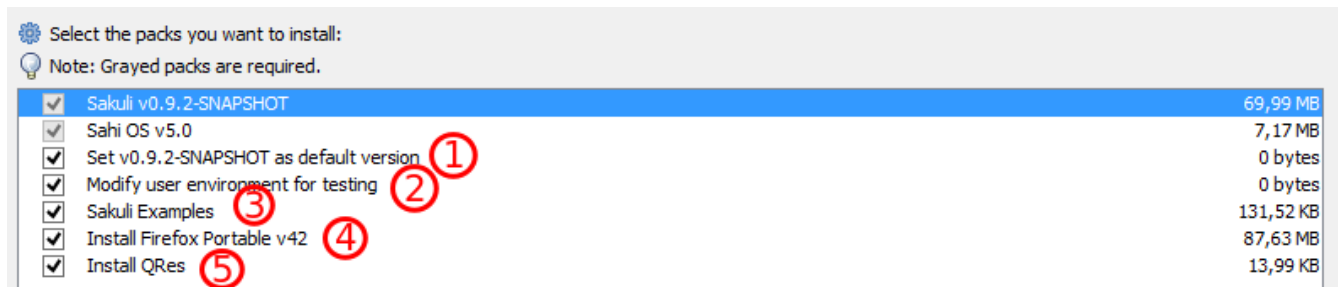 Select the packs you want to install:
Note: Grayed packs are required.
Sakuli v0.9.2-SNAPSHOT 69,99 MB
Sahi OS v5.0 7,17 MB
Set v0.9.2-SNAPSHOT as default version 1 0 bytes
Modify user environment for testing 2 0 bytes
Sakuli Examples 3 131,52 KB
Install Firefox Portable v42 4 87,63 MB
Install QRes 5 13,99 KB